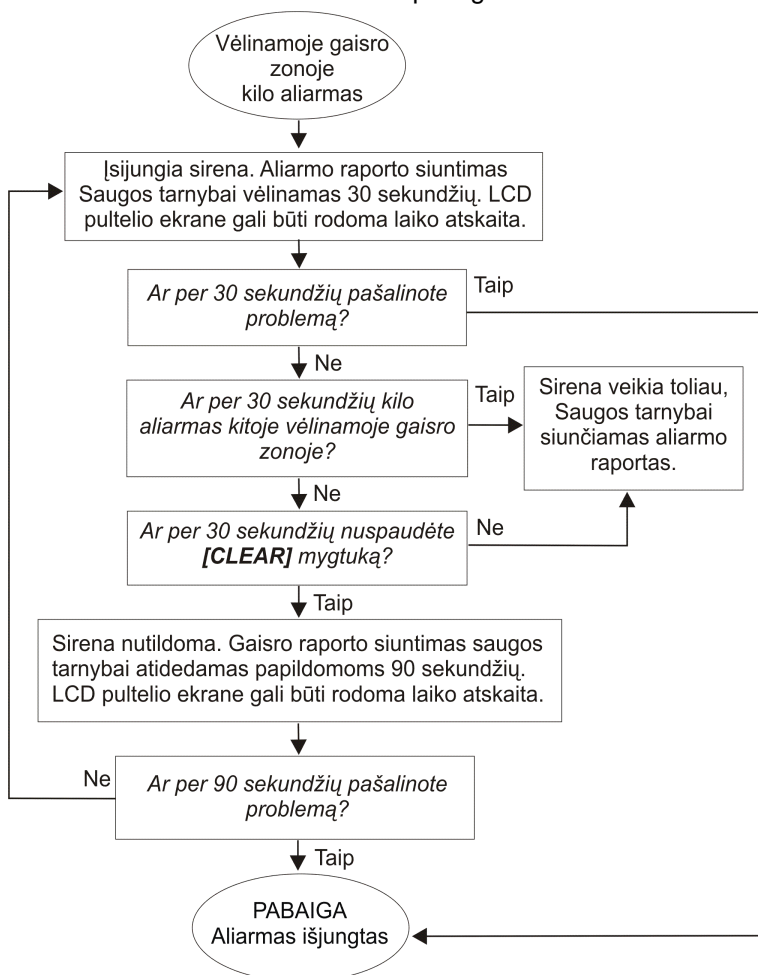 Vėlinamoje gaisro
zonoje
kilo aliarmas
Įsijungia sirena. Aliarmo raporto siuntimas
Saugos tarnybai vėlinamas 30 sekundžių. LCD
pultelio ekrane gali būti rodoma laiko atskaita.
Ar per 30 sekundžių pašalinote
problemą?
Taip
Ne
Ar per 30 sekundžių kilo
aliarmas kitoje vėlinamoje gaisro
zonoje?
Taip
Sirena veikia toliau,
Saugos tarnybai
siunčiamas aliarmo
raportas.
Ne
Ar per 30 sekundžių nuspaudėte
[CLEAR] mygtuką?
Ne
Taip
Sirena nutildoma. Gaisro raporto siuntimas saugos
tarnybai atidedamas papildomoms 90 sekundžių.
LCD pultelio ekrane gali būti rodoma laiko atskaita.
Ne
Ar per 90 sekundžių pašalinote
problemą?
Taip
PABAIGA
Aliarmas išjungtas